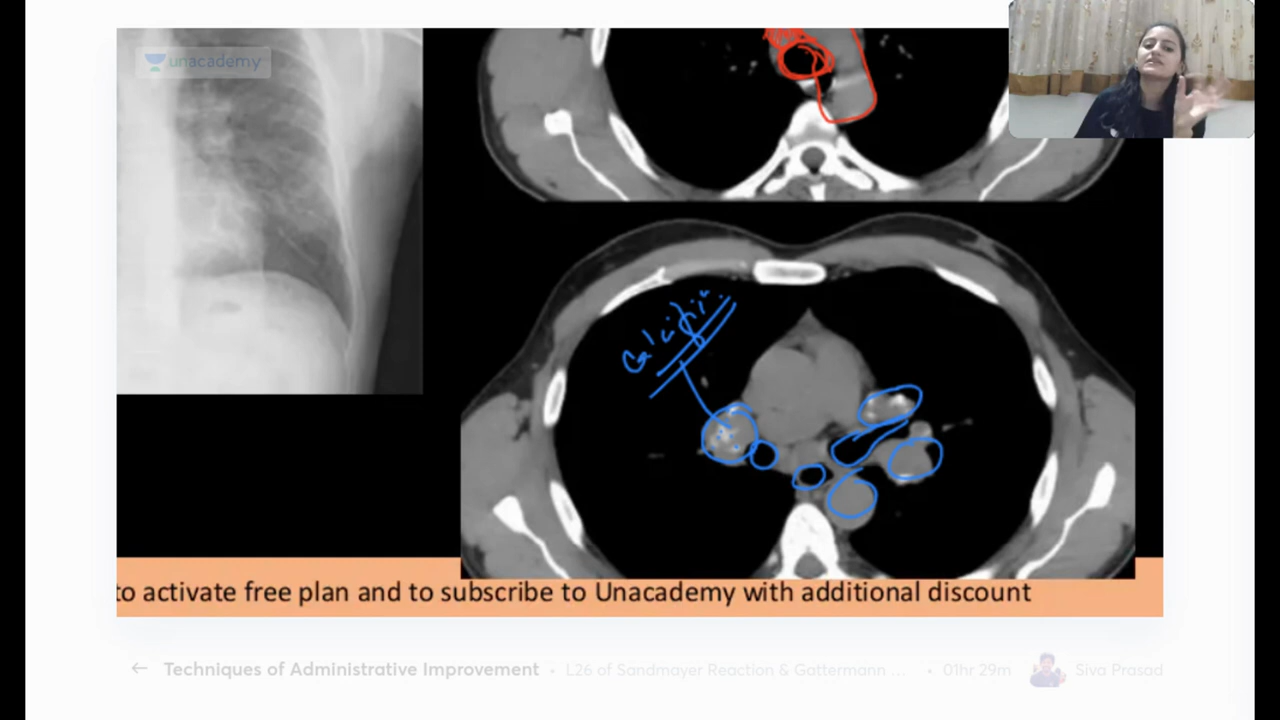 unacademy
to activate free plan and to subscribe to Unacademy with additional discount
Techniques of Administrative Improvement • L26 of Sandmayer Reaction & Gattermann ... • 01hr 29m Siva Prasad